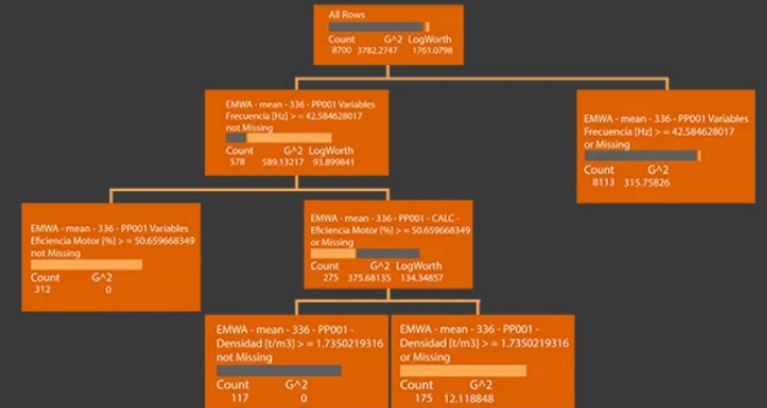 All Rows
Count G^2 LogWorth
8700 3782.2747 1761.0798
EMWA - mean - 336 - PP001 Variables
Frecuencia [Hz] > = 42.584628017
not Missing
Count G^2 LogWorth
578 589.13217 93.899841
EMWA - mean - 336 - PP001 Variables
Frecuencia [Hz] > = 42.584628017
or Missing
Count G^2
8113 315.75826
EMWA - mean - 336 - PP001 Variables
Eficiencia Motor [%] > = 50.659668349
not Missing
Count G^2
312 0
EMWA - mean - 336 - PP001 - CALC -
Eficiencia Motor [%] > = 50.659668349
or Missing
Count G^2 LogWorth
275 375.68135 134.34857
EMWA - mean - 336 - PP001 -
Densidad [t/m3] > = 1.7350219316
not Missing
Count G^2
117 0
EMWA - mean - 336 - PP001 -
Densidad [t/m3] > = 1.7350219316
or Missing
Count G^2
175 12.118848